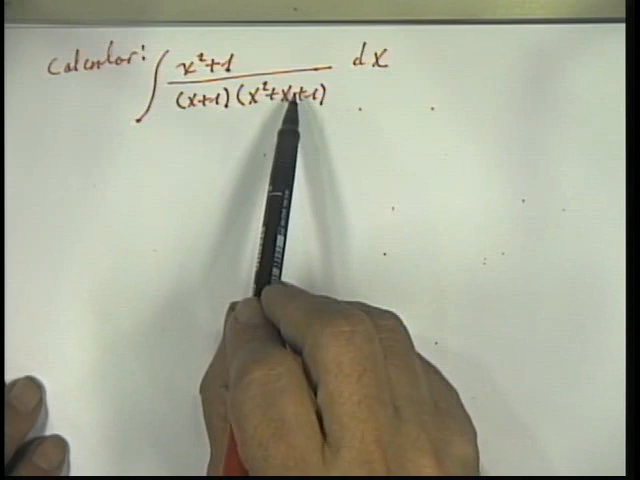 Calcular: ∫ x²+1 / (x+1)(x²+x+1) dx